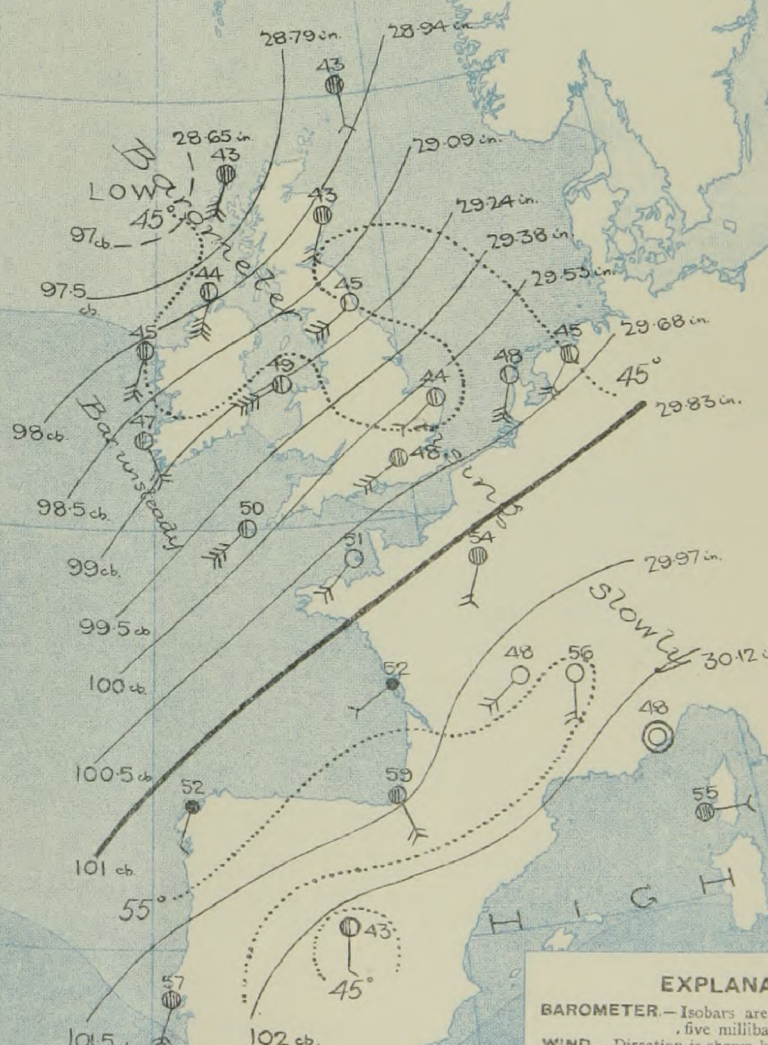 28.79 in.
28.94 in.
43
28.65 in.
43
29.09 in.
LOW
45°
Barometer
43
29.24 in.
97 cb.
29.38 in.
44
29.53 in.
97.5
cb.
45
45
29.68 in.
45
48
49
45°
44
29.83 in.
98 cb.
Bar unsteady
47
48
rising
98.5 cb.
50
51
54
99 cb.
29.97 in.
slowly
99.5 cb
48
56
30.12 i
100 cb.
52
48
100.5 cb
52
59
55
101 cb.
55°
HIGH
43
45°
57
101.5
102 cb.
EXPLANA
BAROMETER.—Isobars are
five milliba